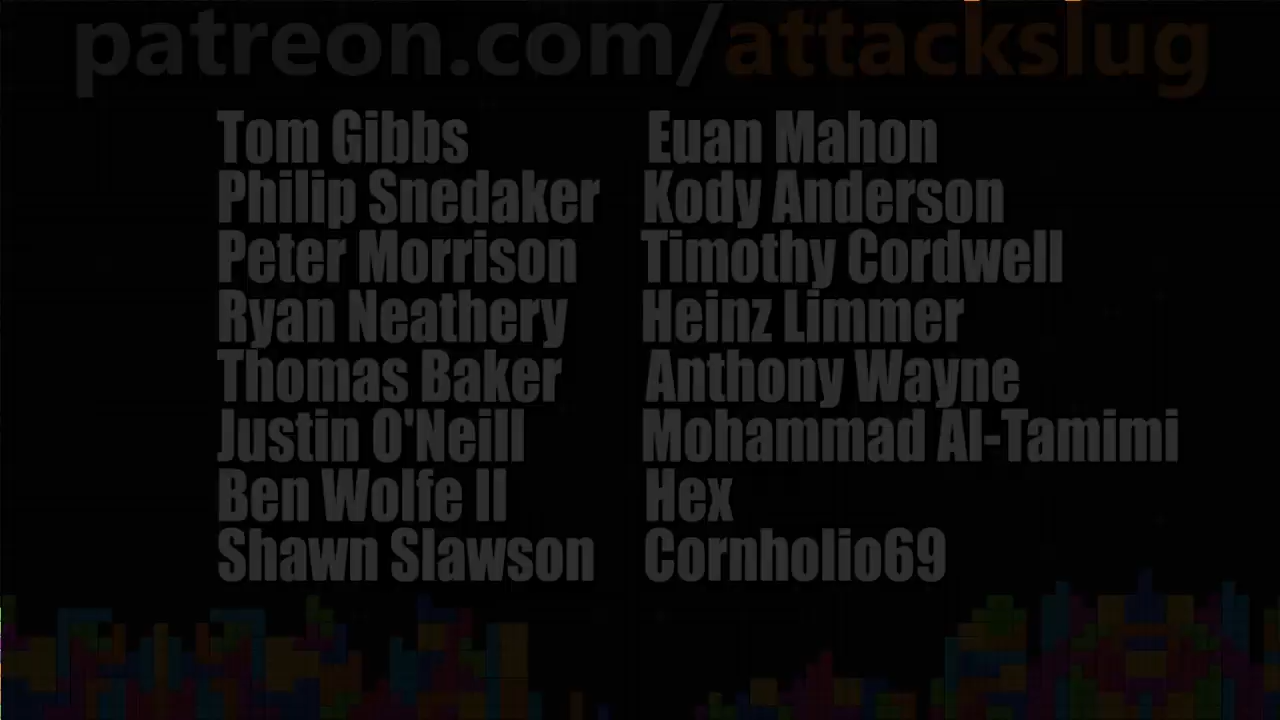 patreon.com/attackslug
Tom Gibbs
Philip Snedaker
Peter Morrison
Ryan Neathery
Thomas Baker
Justin O'Neill
Ben Wolfe II
Shawn Slawson
Euan Mahon
Kody Anderson
Timothy Cordwell
Heinz Limmer
Anthony Wayne
Mohammad Al-Tamimi
Hex
Cornholio69